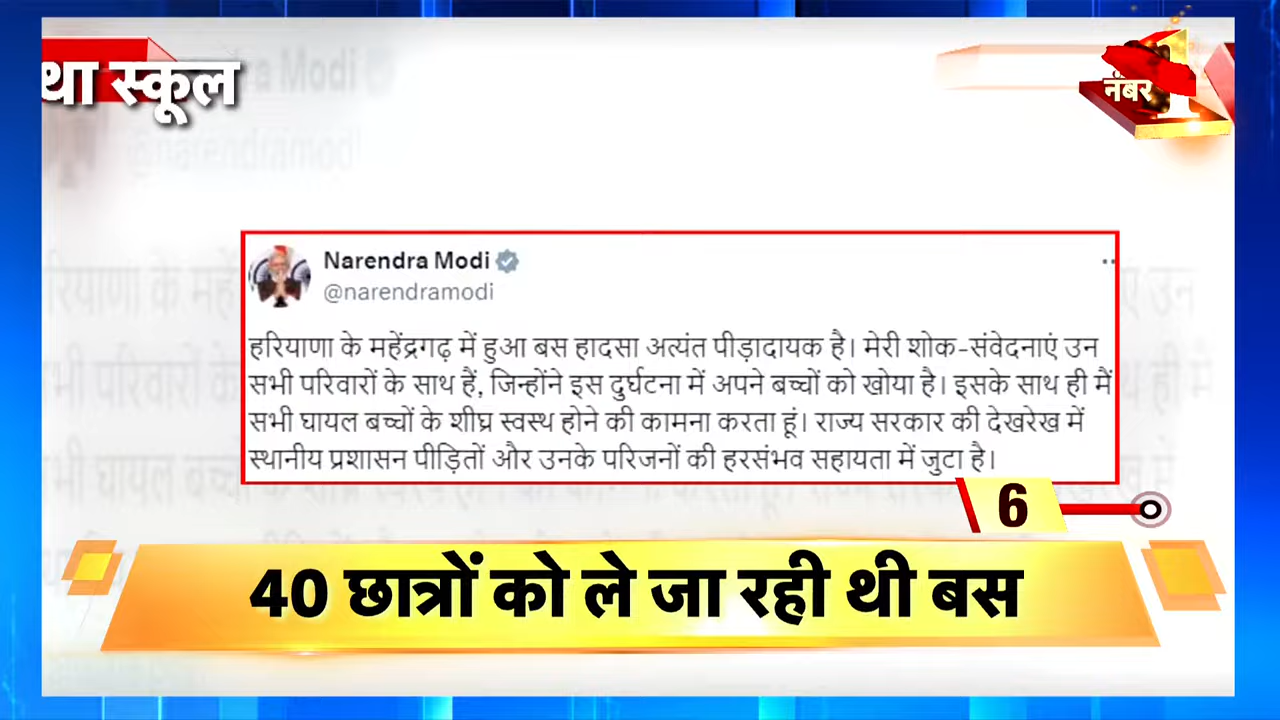 था स्कूल
नंबर 1
Narendra Modi
@narendramodi
हरियाणा के महेंद्रगढ़ में हुआ बस हादसा अत्यंत पीड़ादायक है। मेरी शोक-संवेदनाएं उन
सभी परिवारों के साथ हैं, जिन्होंने इस दुर्घटना में अपने बच्चों को खोया है। इसके साथ ही मैं
सभी घायल बच्चों के शीघ्र स्वस्थ होने की कामना करता हूं। राज्य सरकार की देखरेख में
स्थानीय प्रशासन पीड़ितों और उनके परिजनों की हरसंभव सहायता में जुटा है।
6
40 छात्रों को ले जा रही थी बस